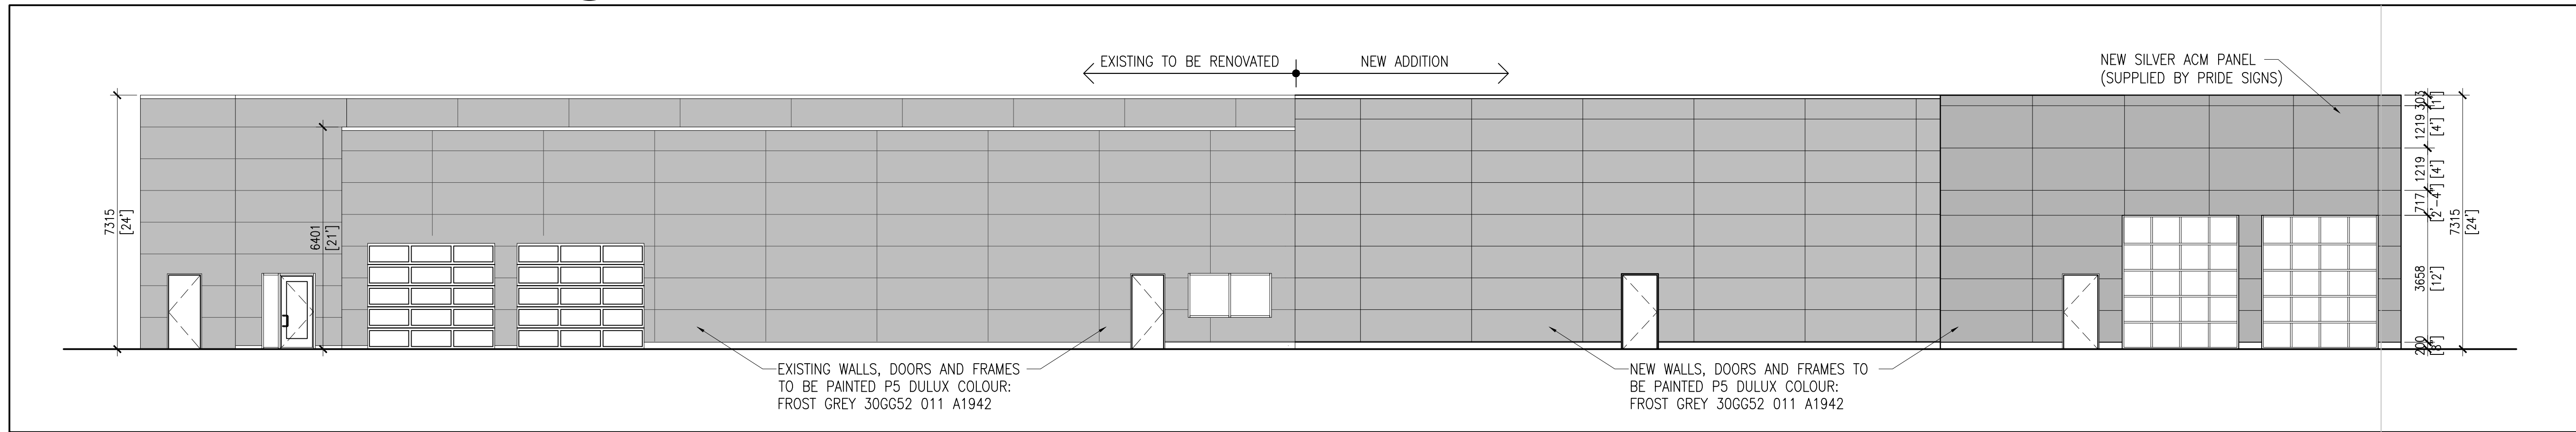 EXISTING TO BE RENOVATED
NEW ADDITION
NEW SILVER ACM PANEL
(SUPPLIED BY PRIDE SIGNS)
7315
[24']
6401
[21']
303
[1']
1219
[4']
1219
[4']
717
[2'-4"]
3658
[12']
200
[8"]
7315
[24']
EXISTING WALLS, DOORS AND FRAMES
TO BE PAINTED P5 DULUX COLOUR:
FROST GREY 30GG52 011 A1942
NEW WALLS, DOORS AND FRAMES TO
BE PAINTED P5 DULUX COLOUR:
FROST GREY 30GG52 011 A1942